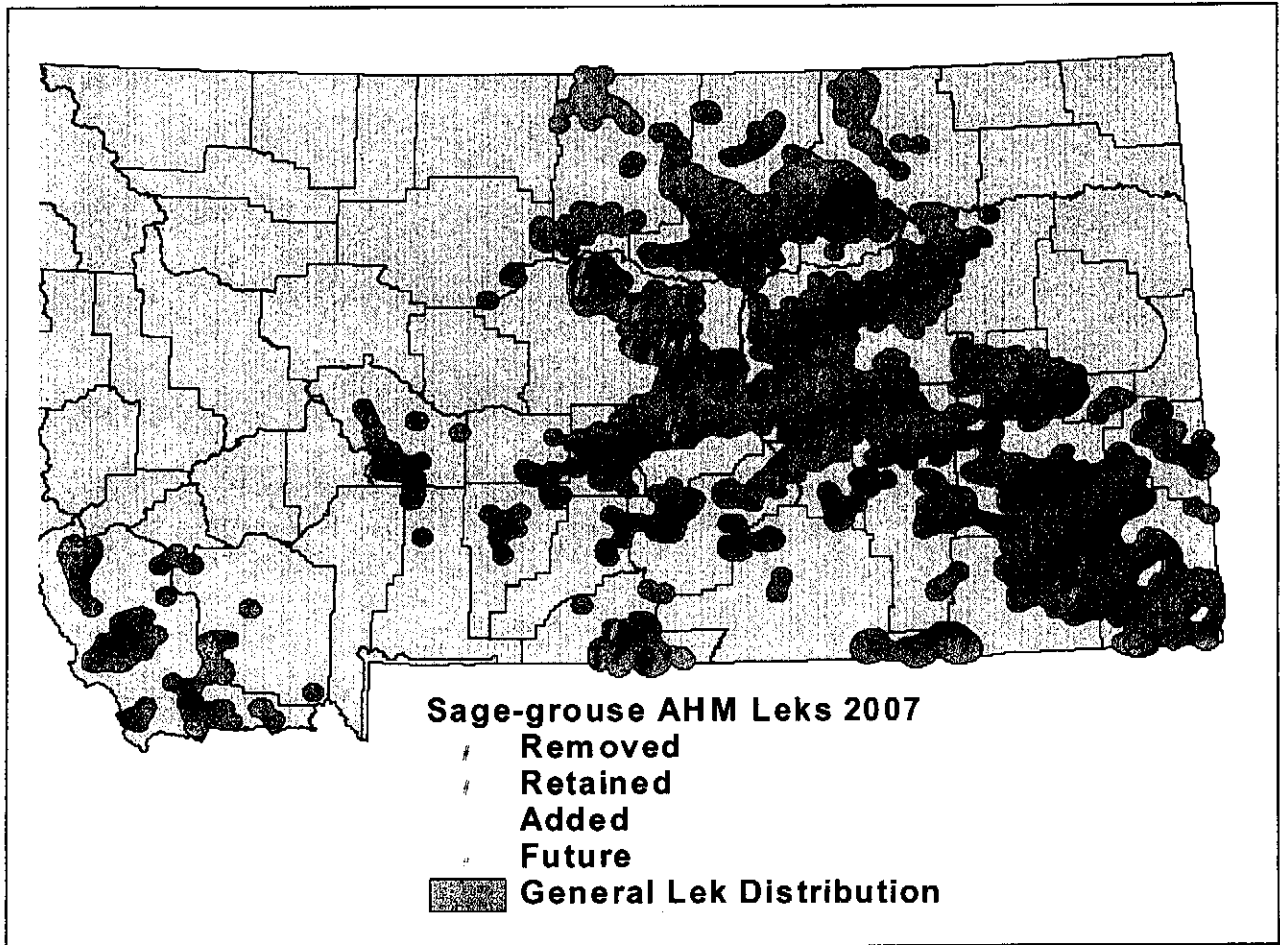 Sage-grouse AHM Leks 2007
Removed
Retained
Added
Future
General Lek Distribution